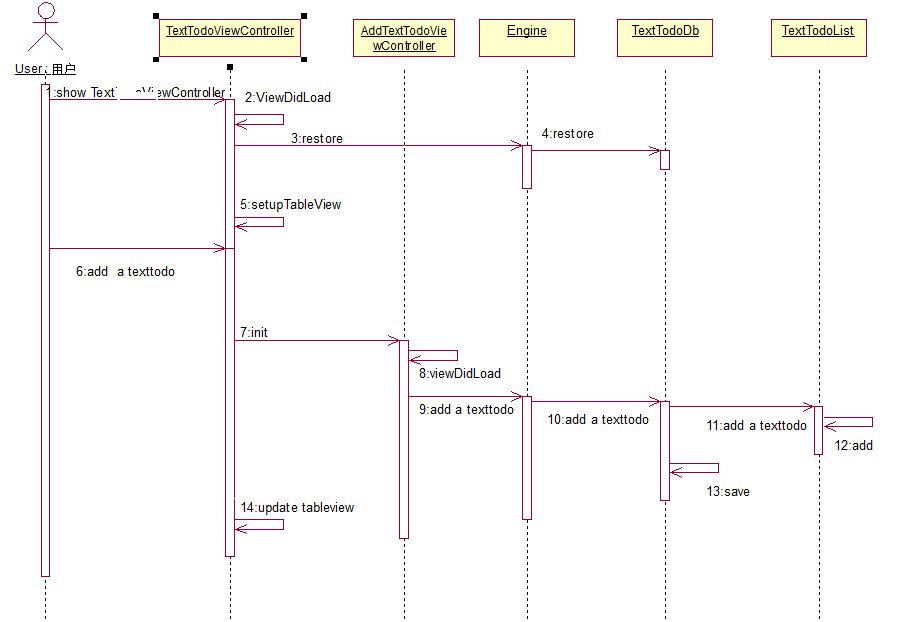 TextTodoViewController
AddTextTodoVie
wController
Engine
TextTodoDb
TextTodoList
User: 用户
1:show Text
ViewController
2:ViewDidLoad
3:restore
4:restore
5:setupTableView
6:add a texttodo
7:init
8:viewDidLoad
9:add a texttodo
10:add a texttodo
11:add a texttodo
12:add
13:save
14:update tableview